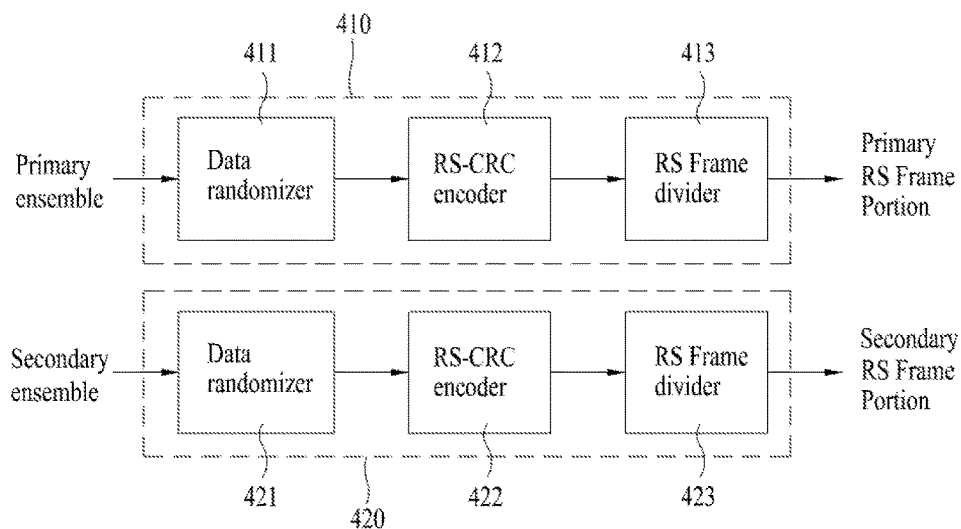 410
411
412
413
Primary
ensemble
Data
randomizer
RS-CRC
encoder
RS Frame
divider
Primary
RS Frame
Portion
Secondary
ensemble
Data
randomizer
RS-CRC
encoder
RS Frame
divider
Secondary
RS Frame
Portion
421
420
422
423